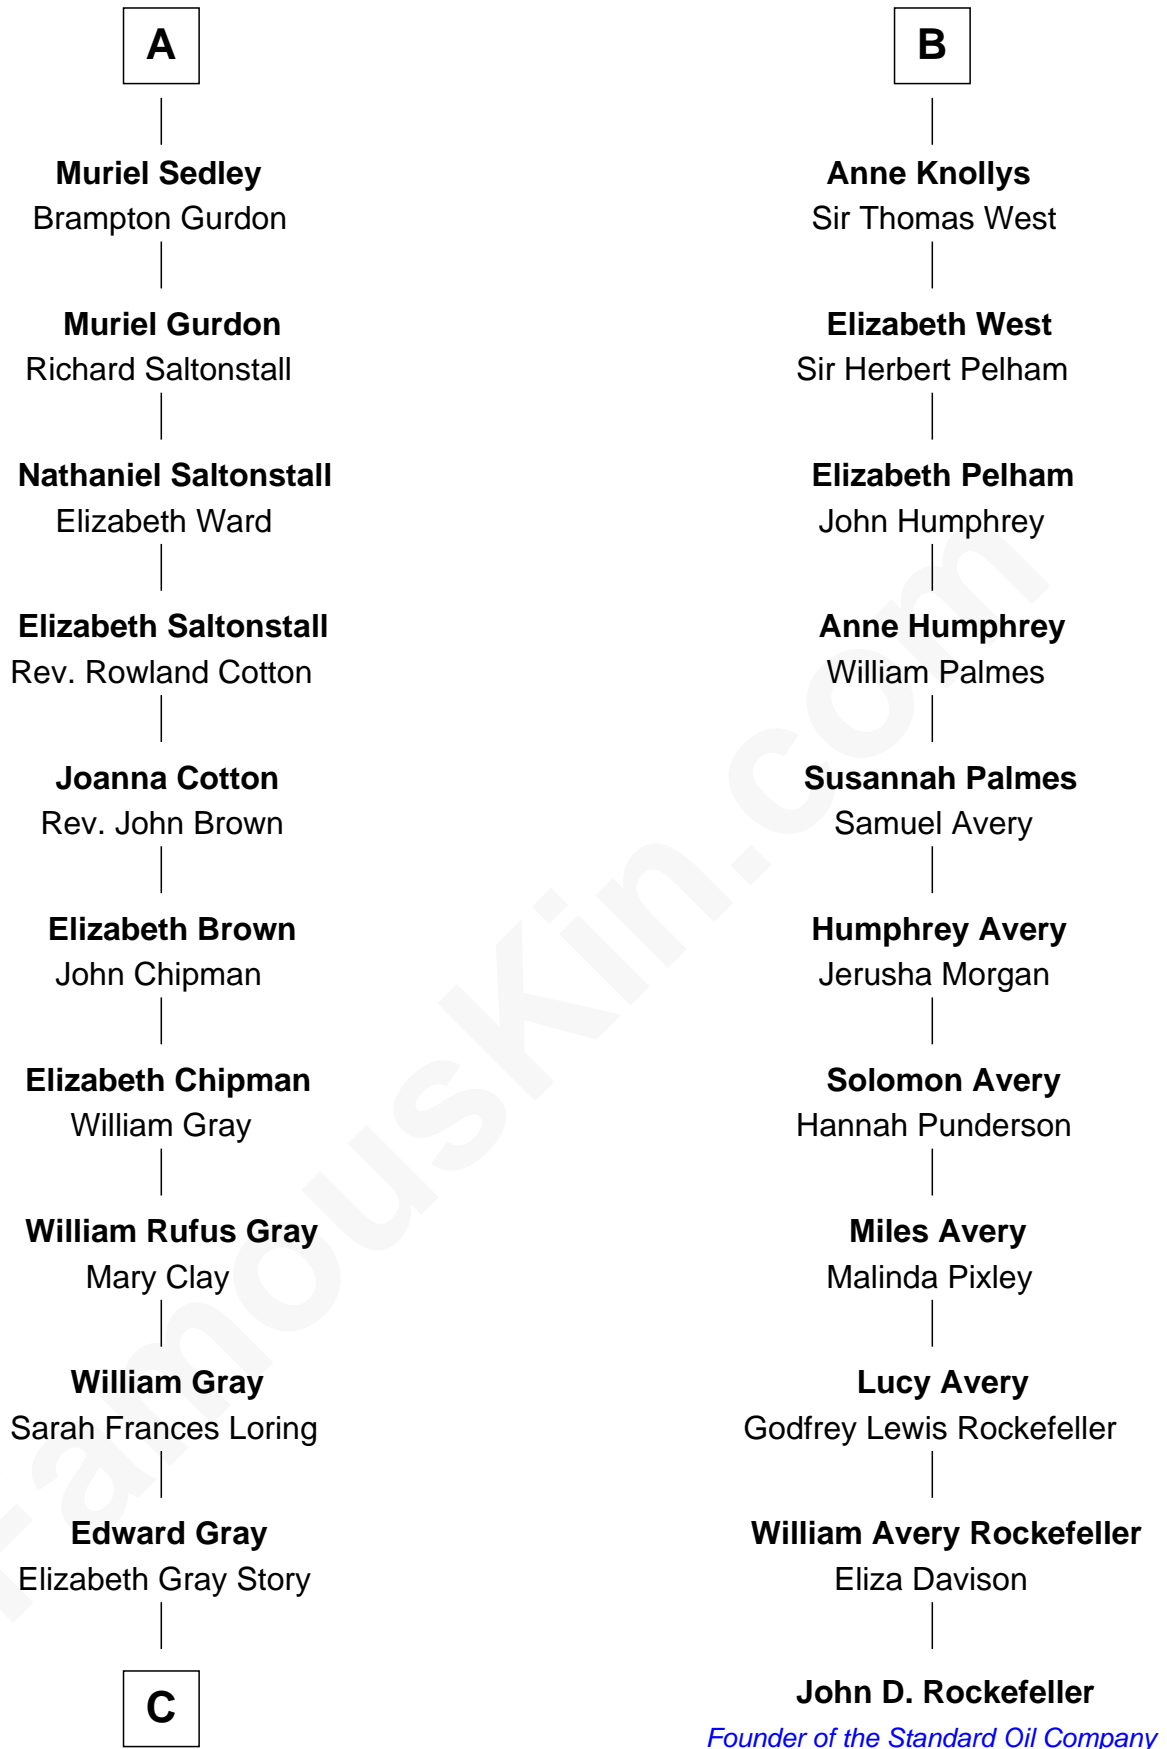 A
Muriel Sedley
Brampton Gurdon
Muriel Gurdon
Richard Saltonstall
Nathaniel Saltonstall
Elizabeth Ward
Elizabeth Saltonstall
Rev. Rowland Cotton
Joanna Cotton
Rev. John Brown
Elizabeth Brown
John Chipman
Elizabeth Chipman
William Gray
William Rufus Gray
Mary Clay
William Gray
Sarah Frances Loring
Edward Gray
Elizabeth Gray Story
C
B
Anne Knollys
Sir Thomas West
Elizabeth West
Sir Herbert Pelham
Elizabeth Pelham
John Humphrey
Anne Humphrey
William Palmes
Susannah Palmes
Samuel Avery
Humphrey Avery
Jerusha Morgan
Solomon Avery
Hannah Punderson
Miles Avery
Malinda Pixley
Lucy Avery
Godfrey Lewis Rockefeller
William Avery Rockefeller
Eliza Davison
John D. Rockefeller
Founder of the Standard Oil Company
FamousKin.com